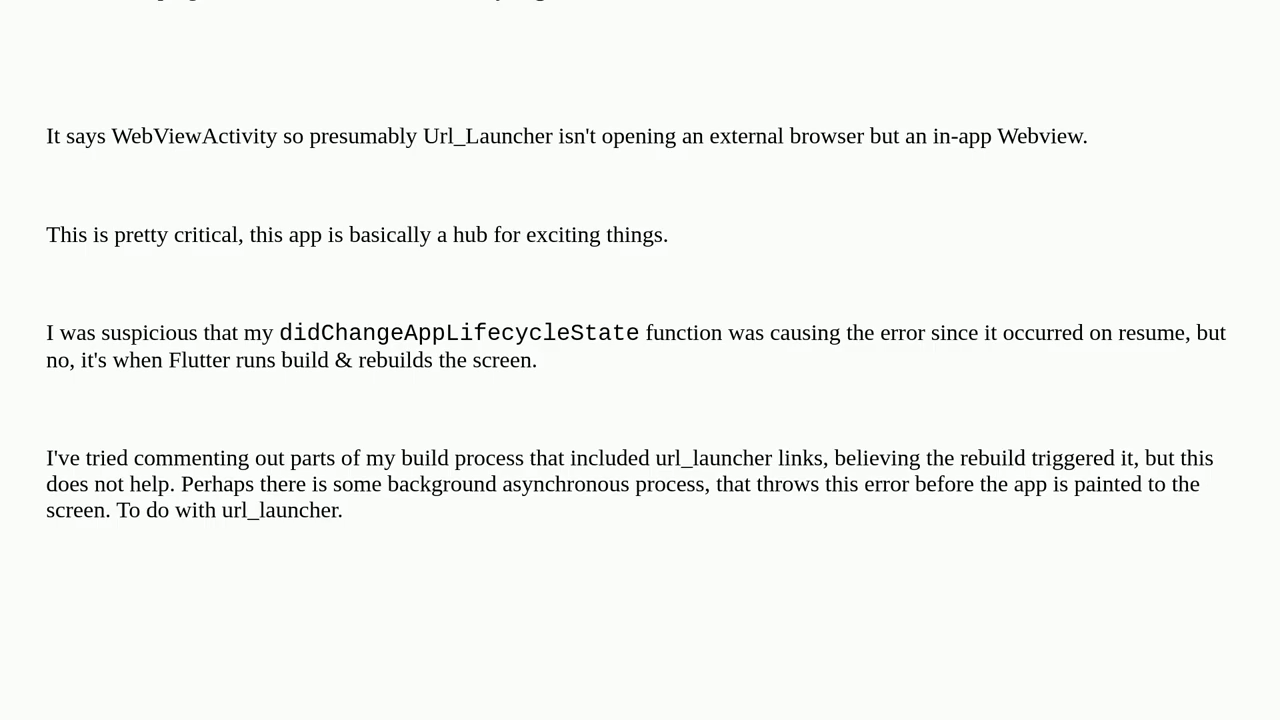 It says WebViewActivity so presumably Url_Launcher isn't opening an external browser but an in-app Webview.
This is pretty critical, this app is basically a hub for exciting things.
I was suspicious that my didChangeAppLifecycleState function was causing the error since it occurred on resume, but
no, it's when Flutter runs build & rebuilds the screen.
I've tried commenting out parts of my build process that included url_launcher links, believing the rebuild triggered it, but this
does not help. Perhaps there is some background asynchronous process, that throws this error before the app is painted to the
screen. To do with url_launcher.